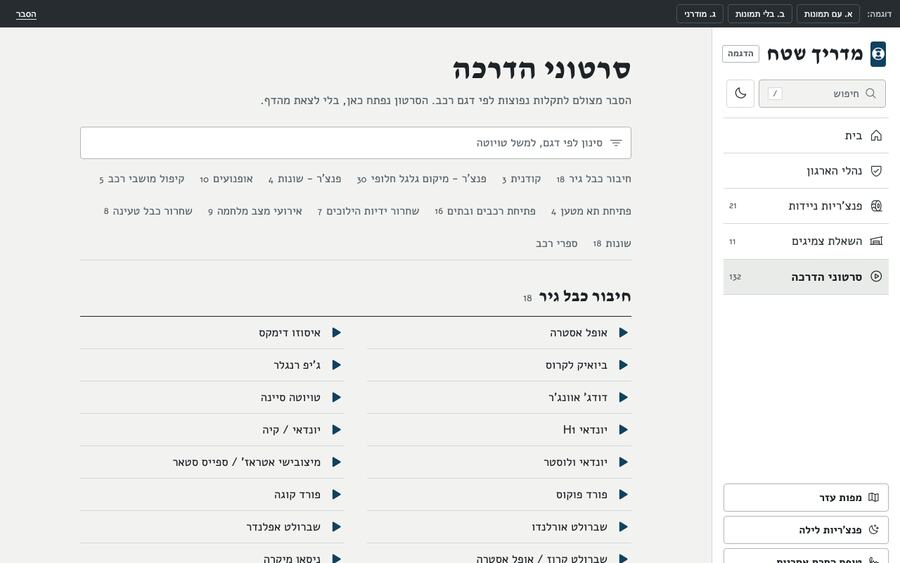 דוגמה: א. עם תמונות ב. בלי תמונות ג. מודרני הסבר
מדריך שטח הדגמה
חיפוש /
בית
נהלי הארגון
פנצ'ריות ניידות 21
השאלת צמיגים 11
סרטוני הדרכה 132
מפות עזר
פנצ'ריות לילה
סרטוני הדרכה
הסבר מצולם לתקלות נפוצות לפי דגם רכב. הסרטון נפתח כאן, בלי לצאת מהדף.
סינון לפי דגם, למשל טויוטה
חיבור כבל גיר 18 קודנית 3 פנצ'ר - מיקום גלגל חלופי 30 פנצ'ר - שונות 4 אופנועים 10 קיפול מושבי רכב 5
פתיחת תא מטען 4 פתיחת רכבים ובתים 16 שחרור ידיות הילוכים 7 אירועי מצב מלחמה 9 שחרור כבל טעינה 8
שונות 18 ספרי רכב
חיבור כבל גיר 18
אופל אסטרה
איסוזו דימקס
ביואיק לקרוס
ג'יפ רנגלר
דודג' אוונג'ר
טויוטה סיינה
יונדאי H1
יונדאי / קיה
יונדאי ולוסטר
מיצובישי אטראז' / ספייס סטאר
פורד פוקוס
פורד קוגה
שברולט אורלנדו
שברולט אפלנדר
שברולט קרוז / אופל אסטרה
ניסאן מיקרה